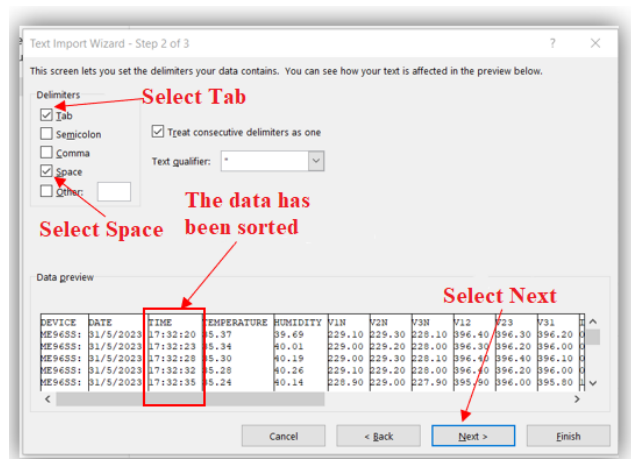 Text Import Wizard - Step 2 of 3
? ×
This screen lets you set the delimiters your data contains. You can see how your text is affected in the preview below.
Delimiters
Select Tab
Tab
Semicolon
Treat consecutive delimiters as one
Comma
Text qualifier: "
Space
Other:
The data has
been sorted
Select Space
Data preview
Select Next
DEVICE DATE TIME TEMPERATURE HUMIDITY V1N V2N V3N V12 V23 V31
ME96SS: 31/5/2023 17:32:20 35.37 39.69 229.10 229.30 228.10 396.40 396.30 396.20 0
ME96SS: 31/5/2023 17:32:23 35.34 40.01 229.00 229.20 228.00 396.30 396.20 396.00 0
ME96SS: 31/5/2023 17:32:28 35.30 40.19 229.00 229.30 228.10 396.40 396.40 396.10 0
ME96SS: 31/5/2023 17:32:32 35.28 40.26 229.10 229.20 228.00 396.40 396.20 396.00 0
ME96SS: 31/5/2023 17:32:35 35.24 40.14 228.90 229.00 227.90 395.90 396.00 395.80 1
Cancel < Back Next > Finish